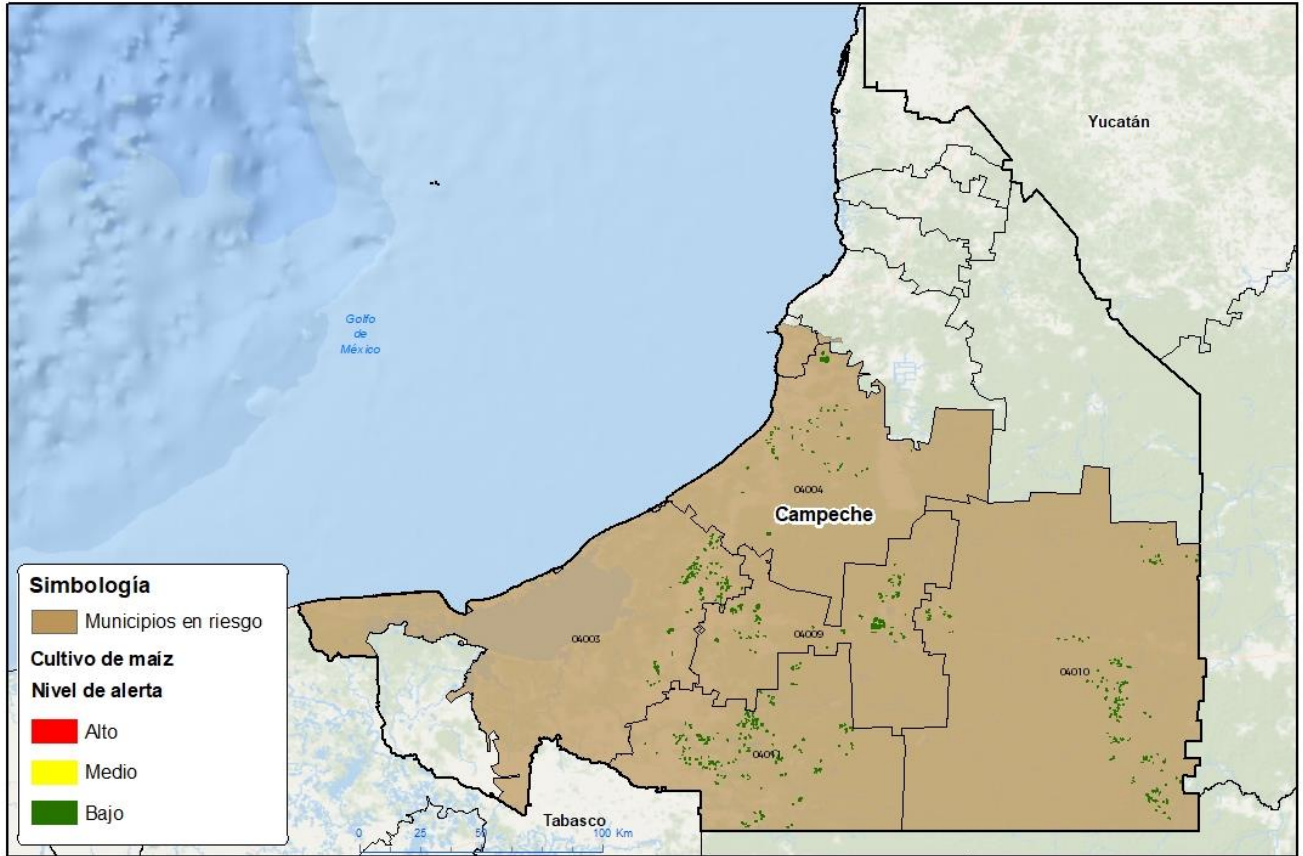 Yucatán
Golfo
de
México
04004
Campeche
04003
04009
04010
Simbología
Municipios en riesgo
Cultivo de maíz
Nivel de alerta
Alto
Medio
Bajo
Tabasco
0 25 50 100 Km